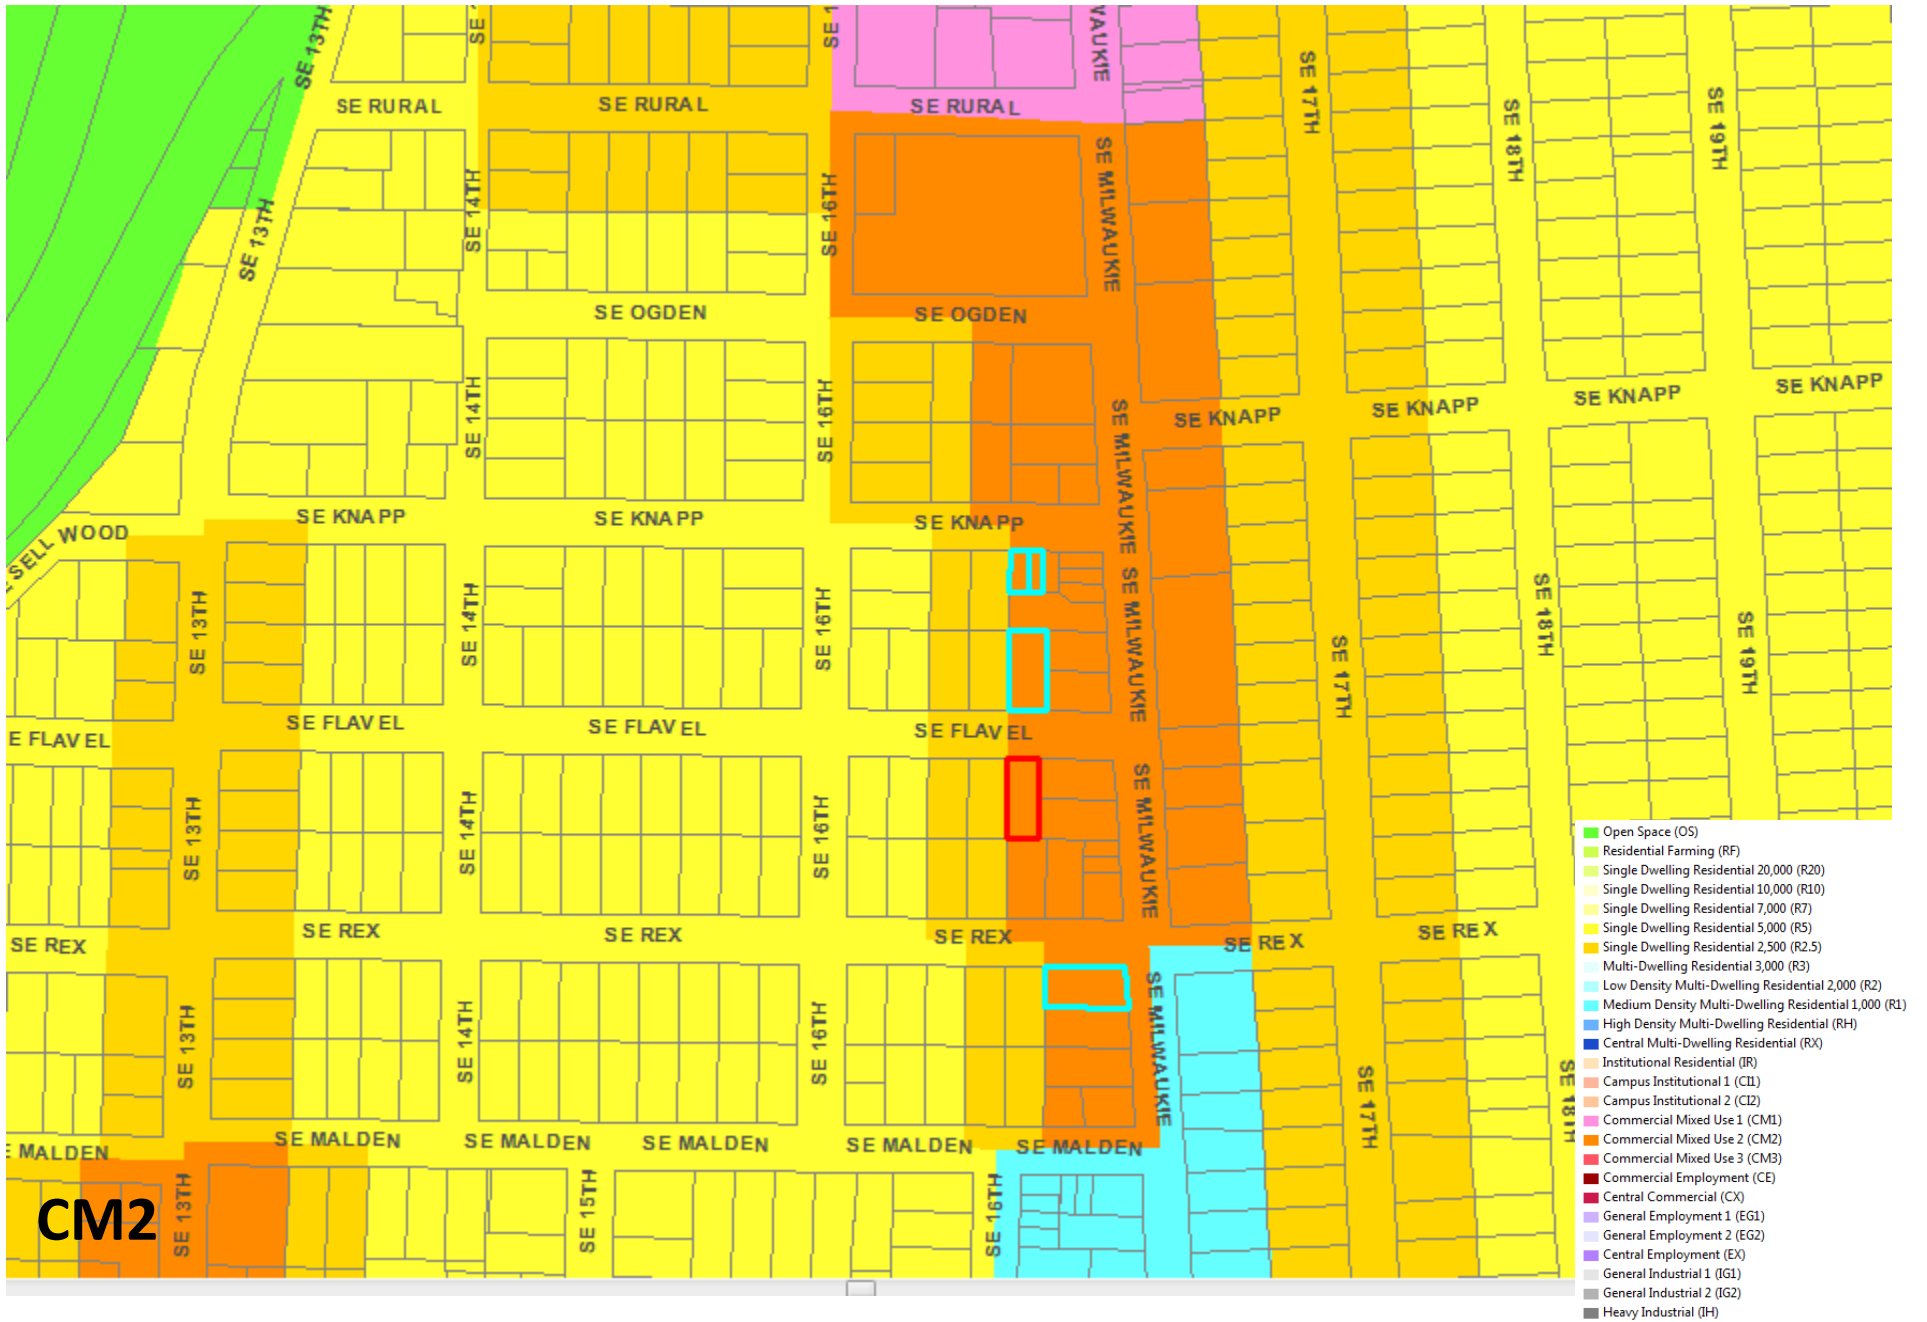 SE 13TH
SE 1
SE 1
WAUKIE
SE 17TH
SE 18TH
SE 19TH
SE RURAL
SE RURAL
SE RURAL
SE 13TH
SE 14TH
SE 16TH
SE MILWAUKIE
SE OGDEN
SE OGDEN
SE 14TH
SE 16TH
SE MILWAUKIE
SE KNAPP
SE KNAPP
SE KNAPP
SE KNAPP
SE KNAPP
SE KNAPP
SE KNAPP
E SELLWOOD
SE 13TH
SE 14TH
SE 16TH
SE MILWAUKIE
SE 17TH
SE 18TH
SE 19TH
E FLAVEL
SE FLAVEL
SE FLAVEL
SE FLAVEL
SE 13TH
SE 14TH
SE 16TH
SE MILWAUKIE
SE REX
SE REX
SE REX
SE REX
SE REX
SE REX
SE 13TH
SE 14TH
SE 16TH
SE MILWAUKIE
SE 17TH
SE 18TH
E MALDEN
SE MALDEN
SE MALDEN
SE MALDEN
SE MALDEN
SE MALDEN
SE 13TH
SE 15TH
SE 16TH
CM2
Open Space (OS)
Residential Farming (RF)
Single Dwelling Residential 20,000 (R20)
Single Dwelling Residential 10,000 (R10)
Single Dwelling Residential 7,000 (R7)
Single Dwelling Residential 5,000 (R5)
Single Dwelling Residential 2,500 (R2.5)
Multi-Dwelling Residential 3,000 (R3)
Low Density Multi-Dwelling Residential 2,000 (R2)
Medium Density Multi-Dwelling Residential 1,000 (R1)
High Density Multi-Dwelling Residential (RH)
Central Multi-Dwelling Residential (RX)
Institutional Residential (IR)
Campus Institutional 1 (CI1)
Campus Institutional 2 (CI2)
Commercial Mixed Use 1 (CM1)
Commercial Mixed Use 2 (CM2)
Commercial Mixed Use 3 (CM3)
Commercial Employment (CE)
Central Commercial (CX)
General Employment 1 (EG1)
General Employment 2 (EG2)
Central Employment (EX)
General Industrial 1 (IG1)
General Industrial 2 (IG2)
Heavy Industrial (IH)